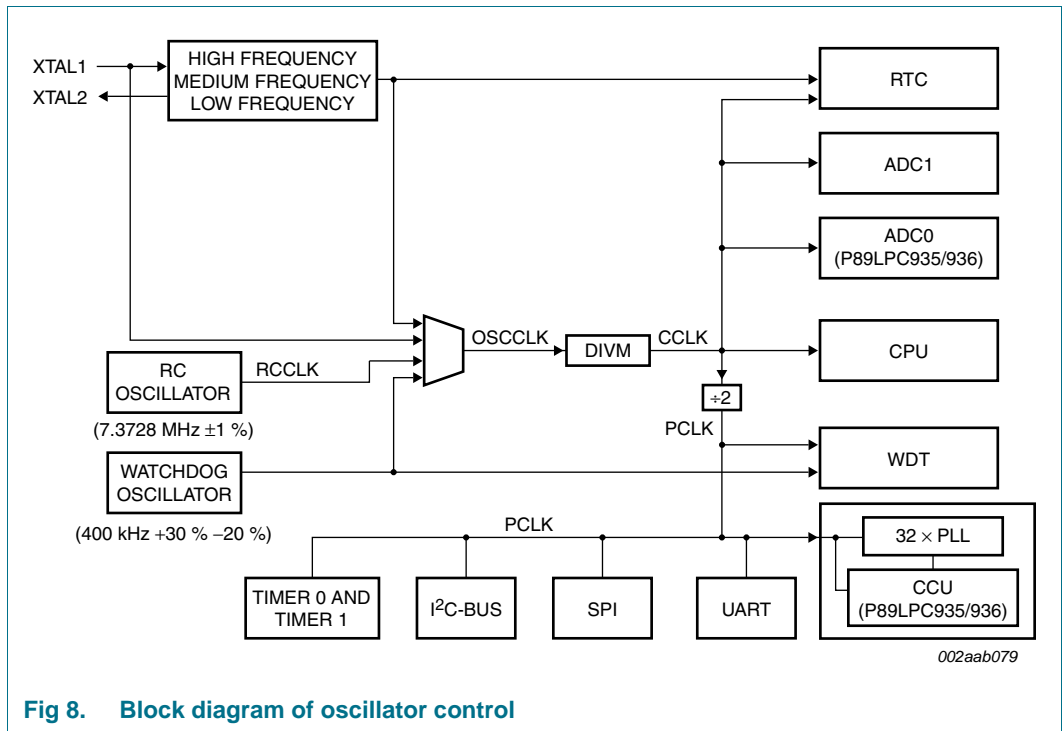 XTAL1
XTAL2
HIGH FREQUENCY
MEDIUM FREQUENCY
LOW FREQUENCY
RTC
ADC1
ADC0
(P89LPC935/936)
OSCCLK
DIVM
CCLK
CPU
RC
OSCILLATOR
RCCLK
(7.3728 MHz ±1 %)
÷2
PCLK
WATCHDOG
OSCILLATOR
(400 kHz +30 % −20 %)
WDT
PCLK
32 × PLL
CCU
(P89LPC935/936)
TIMER 0 AND
TIMER 1
I²C-BUS
SPI
UART
002aab079
Fig 8. Block diagram of oscillator control